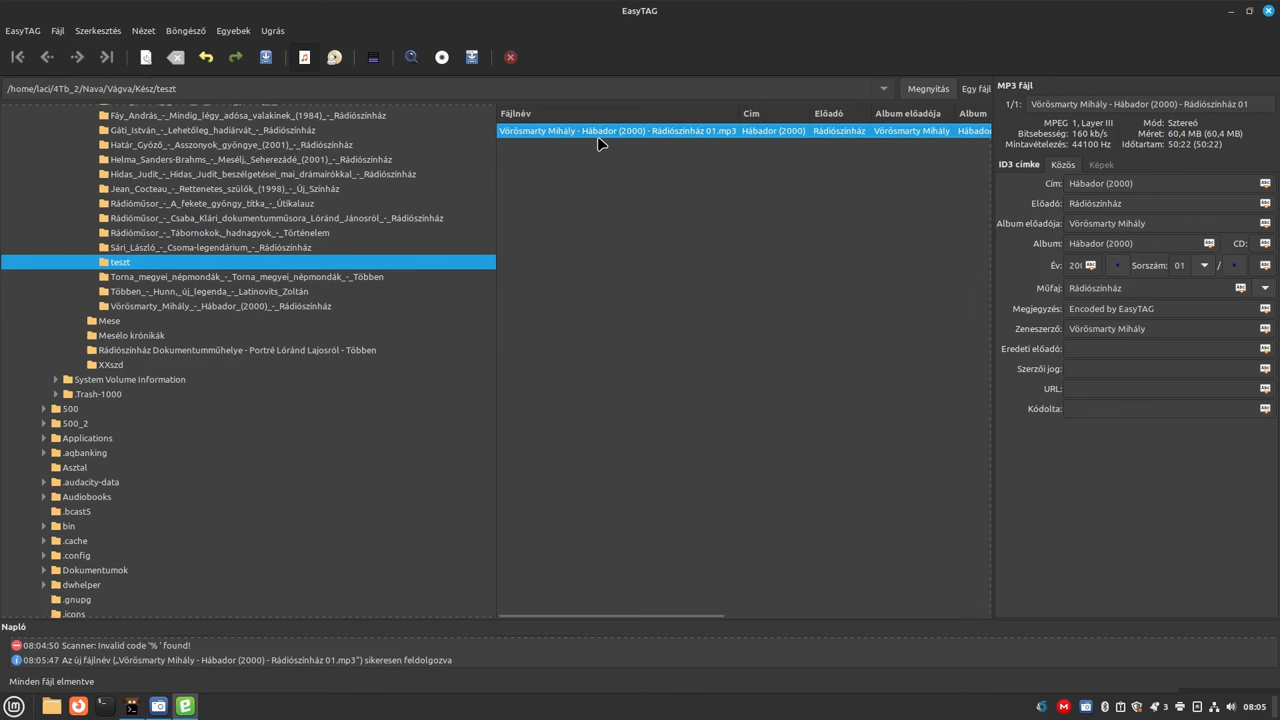 EasyTAG
EasyTAG Fájl Szerkesztés Nézet Böngésző Egyebek Ugrás
/home/laci/4Tb_2/Nava/Vágva/Kész/teszt
Megnyitás
Egy fájl
Fáy_András_-_Mindig_légy_adósa_valakinek_(1984)_-_Rádiószínház
Gáti_István_-_Lehetőleg_hadiárvát_-_Rádiószínház
Határ_Győző_-_Asszonyok_gyöngye_(2001)_-_Rádiószínház
Helma_Sanders-Brahms_-_Mesélj,_Seherezádé_(2001)_-_Rádiószínház
Hidas_Judit_-_Hidas_Judit_beszélgetései_mai_drámaírókkal_-_Rádiószínház
Jean_Cocteau_-_Rettenetes_szülők_(1998)_-_Új_Színház
Rádióműsor_-_A_fekete_gyöngy_titka_-_Útikalauz
Rádióműsor_-_Csaba_Klári_dokumentumműsora_Lóránd_Jánosról_-_Rádiószínház
Rádióműsor_-_Tábornokok,_hadnagyok_-_Történelem
Sári_László_-_Csoma-legendárium_-_Rádiószínház
teszt
Torna_megyei_népmondák_-_Torna_megyei_népmondák_-_Többen
Többen_-_Hunn,_új_legenda_-_Latinovits_Zoltán
Vörösmarty_Mihály_-_Hábador_(2000)_-_Rádiószínház
Mese
Mesélo krónikák
Rádiószínház Dokumentumműhelye - Portré Lóránd Lajosról - Többen
XXszd
System Volume Information
.Trash-1000
500
500_2
Applications
.aqbanking
Asztal
.audacity-data
Audiobooks
.bcast5
bin
.cache
.config
Dokumentumok
dwhelper
.gnupg
.icons
Fájlnév Cím Előadó Album előadója Album
Vörösmarty Mihály - Hábador (2000) - Rádiószínház 01.mp3 Hábador (2000) Rádiószínház Vörösmarty Mihály Hábador
MP3 fájl
1/1: Vörösmarty Mihály - Hábador (2000) - Rádiószínház 01
MPEG 1, Layer III Mód: Sztereó
Bitsebesség: 160 kb/s Méret: 60,4 MB (60,4 MB)
Mintavételezés: 44100 Hz Időtartam: 50:22 (50:22)
ID3 címke Közös Képek
Cím: Hábador (2000)
Előadó: Rádiószínház
Album előadója: Vörösmarty Mihály
Album: Hábador (2000) CD:
Év: 200 Sorszám: 01 /
Műfaj: Rádiószínház
Megjegyzés: Encoded by EasyTAG
Zeneszerző: Vörösmarty Mihály
Eredeti előadó:
Szerzői jog:
URL:
Kódolta:
Napló
08:04:50 Scanner: Invalid code '% ' found!
08:05:47 Az új fájlnév („Vörösmarty Mihály - Hábador (2000) - Rádiószínház 01.mp3”) sikeresen feldolgozva
Minden fájl elmentve
3
08:05